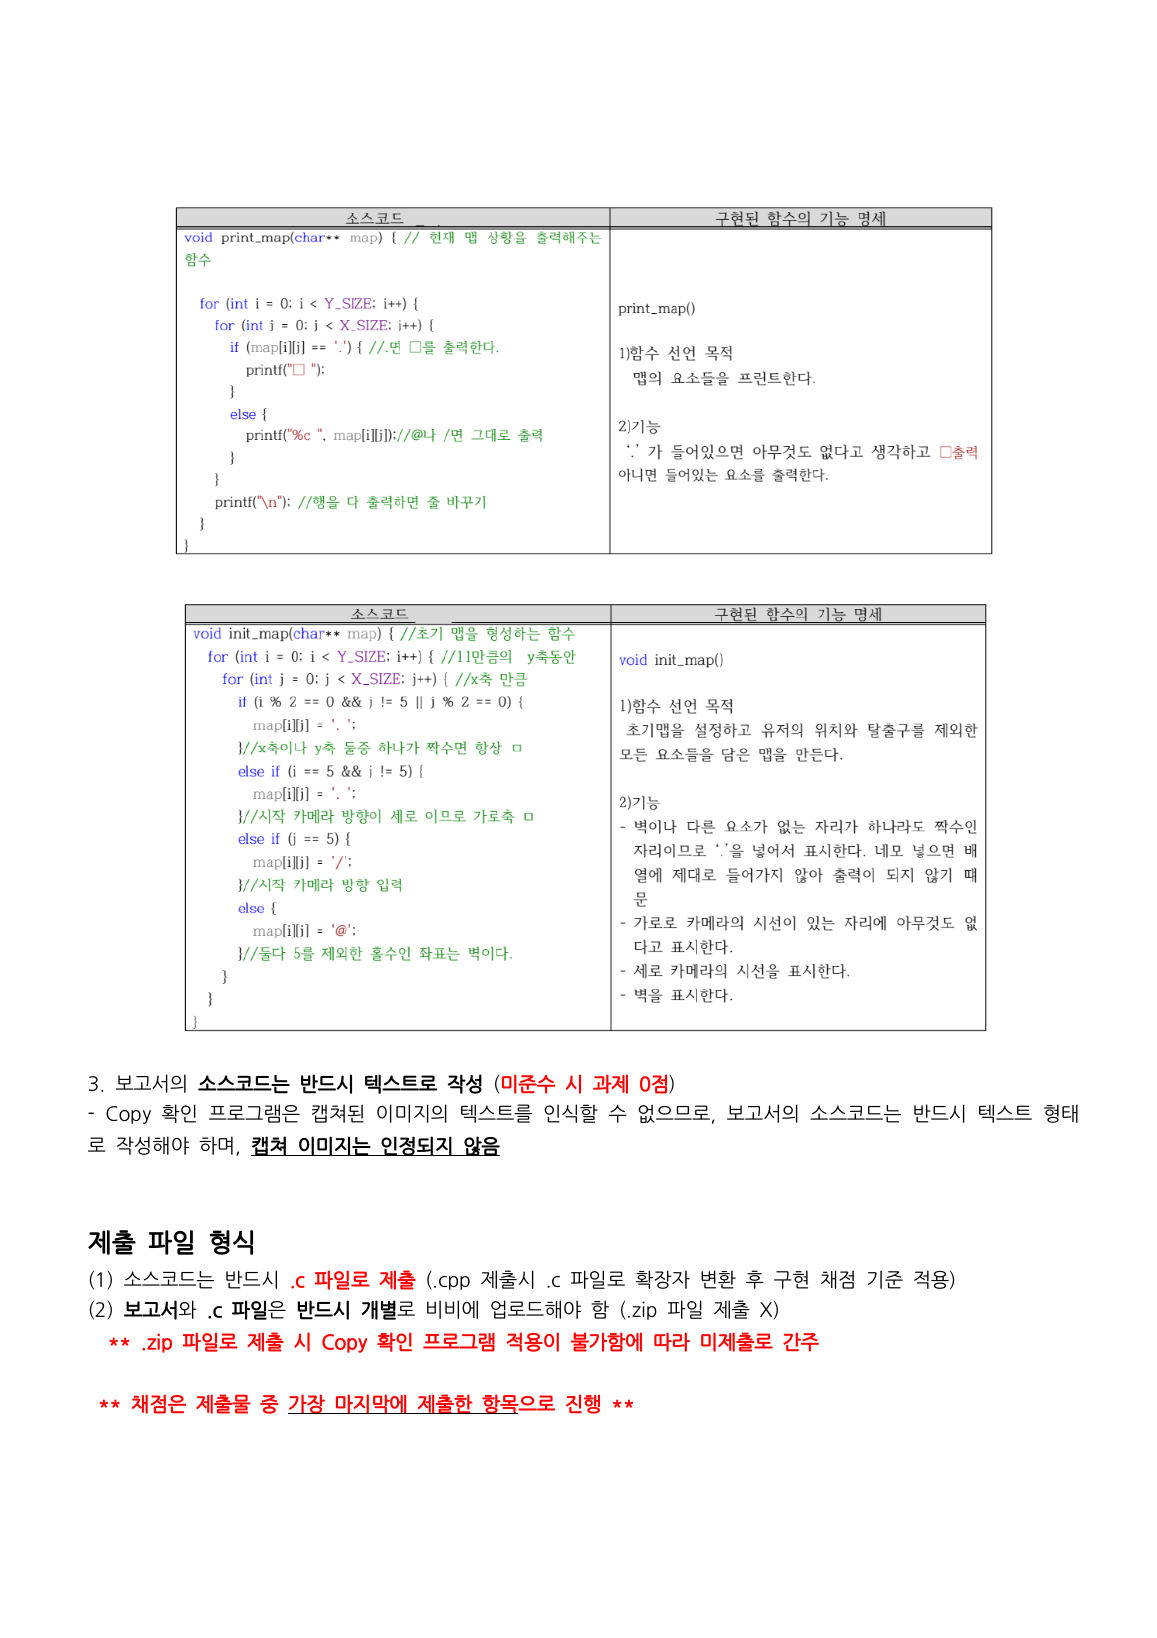 소스코드
구현된 함수의 기능 명세
void print_map(char** map) { // 현재 맵 상황을 출력해주는
함수
for (int i = 0; i < Y_SIZE; i++) {
for (int j = 0; j < X_SIZE; j++) {
if (map[i][j] == '.') { //.면 □를 출력한다.
printf("□ ");
}
else {
printf("%c ", map[i][j]);//@나 /면 그대로 출력
}
}
printf("\n"); //행을 다 출력하면 줄 바꾸기
}
}
print_map()
1)함수 선언 목적
맵의 요소들을 프린트한다.
2)기능
‘.’ 가 들어있으면 아무것도 없다고 생각하고 □출력
아니면 들어있는 요소를 출력한다.
소스코드
구현된 함수의 기능 명세
void init_map(char** map) { //초기 맵을 형성하는 함수
for (int i = 0; i < Y_SIZE; i++) { //11만큼의 y축동안
for (int j = 0; j < X_SIZE; j++) { //x축 만큼
if (i % 2 == 0 && j != 5 || j % 2 == 0) {
map[i][j] = '. ';
}//x축이나 y축 둘중 하나가 짝수면 항상 ㅁ
else if (i == 5 && j != 5) {
map[i][j] = '. ';
}//시작 카메라 방향이 세로 이므로 가로축 ㅁ
else if (j == 5) {
map[i][j] = '/';
}//시작 카메라 방향 입력
else {
map[i][j] = '@';
}//둘다 5를 제외한 홀수인 좌표는 벽이다.
}
}
}
void init_map()
1)함수 선언 목적
초기맵을 설정하고 유저의 위치와 탈출구를 제외한
모든 요소들을 담은 맵을 만든다.
2)기능
- 벽이나 다른 요소가 없는 자리가 하나라도 짝수인
자리이므로 ‘.’을 넣어서 표시한다. 네모 넣으면 배
열에 제대로 들어가지 않아 출력이 되지 않기 떄
문
- 가로로 카메라의 시선이 있는 자리에 아무것도 없
다고 표시한다.
- 세로 카메라의 시선을 표시한다.
- 벽을 표시한다.
3. 보고서의 소스코드는 반드시 텍스트로 작성 (미준수 시 과제 0점)
- Copy 확인 프로그램은 캡쳐된 이미지의 텍스트를 인식할 수 없으므로, 보고서의 소스코드는 반드시 텍스트 형태
로 작성해야 하며, 캡쳐 이미지는 인정되지 않음
제출 파일 형식
(1) 소스코드는 반드시 .c 파일로 제출 (.cpp 제출시 .c 파일로 확장자 변환 후 구현 채점 기준 적용)
(2) 보고서와 .c 파일은 반드시 개별로 비비에 업로드해야 함 (.zip 파일 제출 X)
** .zip 파일로 제출 시 Copy 확인 프로그램 적용이 불가함에 따라 미제출로 간주
** 채점은 제출물 중 가장 마지막에 제출한 항목으로 진행 **